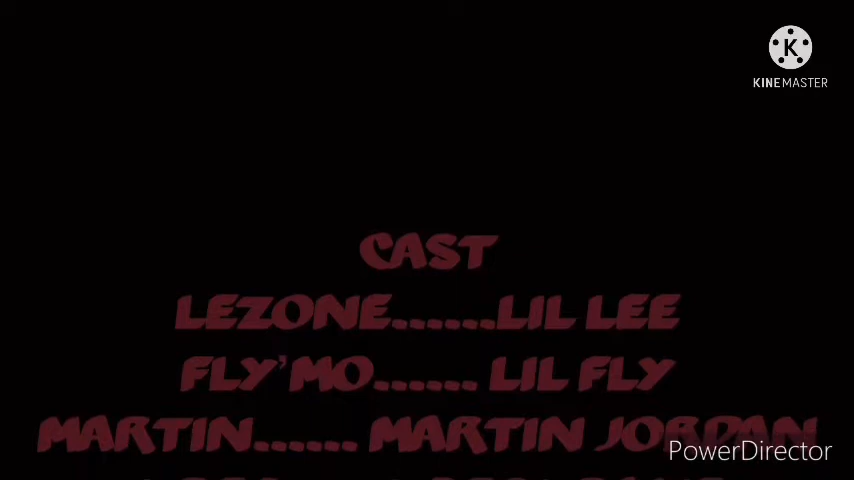 K
KINEMASTER
CAST
LEZONE.......LIL LEE
FLY'MO....... LIL FLY
MARTIN....... MARTIN JORDAN
PowerDirector